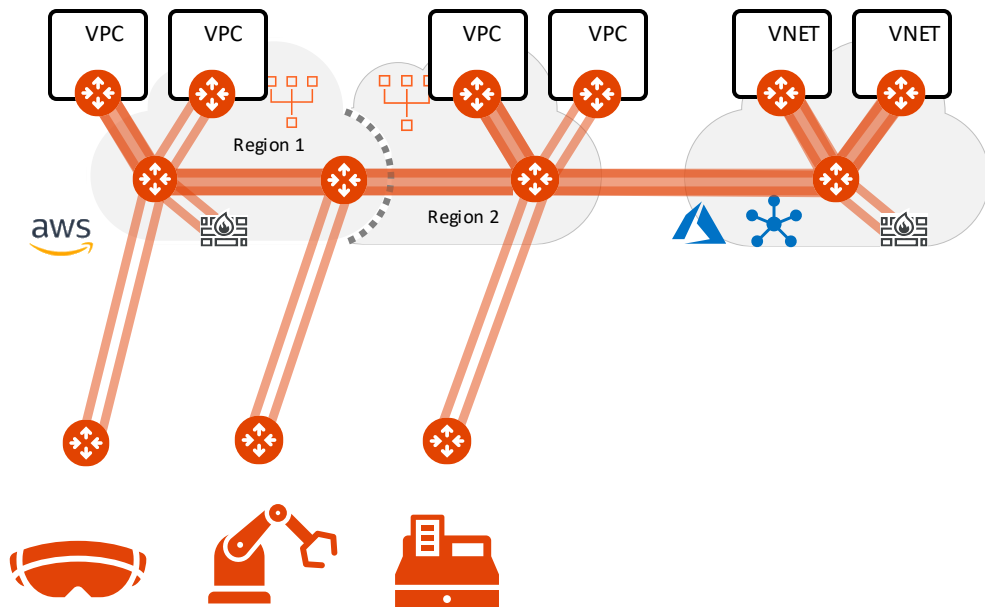 VPC
VPC
VPC
VPC
VNET
VNET
Region 1
Region 2
aws